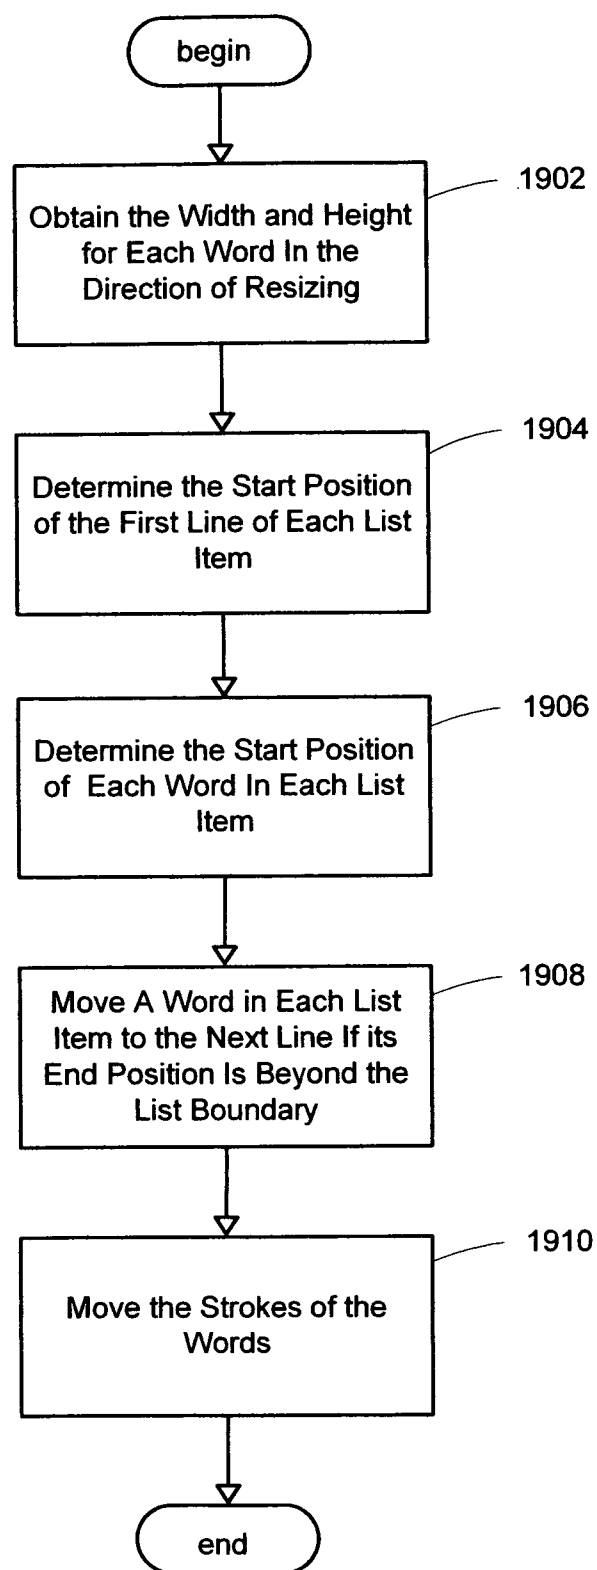 begin
1902
Obtain the Width and Height
for Each Word In the
Direction of Resizing
1904
Determine the Start Position
of the First Line of Each List
Item
1906
Determine the Start Position
of Each Word In Each List
Item
1908
Move A Word in Each List
Item to the Next Line If its
End Position Is Beyond the
List Boundary
1910
Move the Strokes of the
Words
end